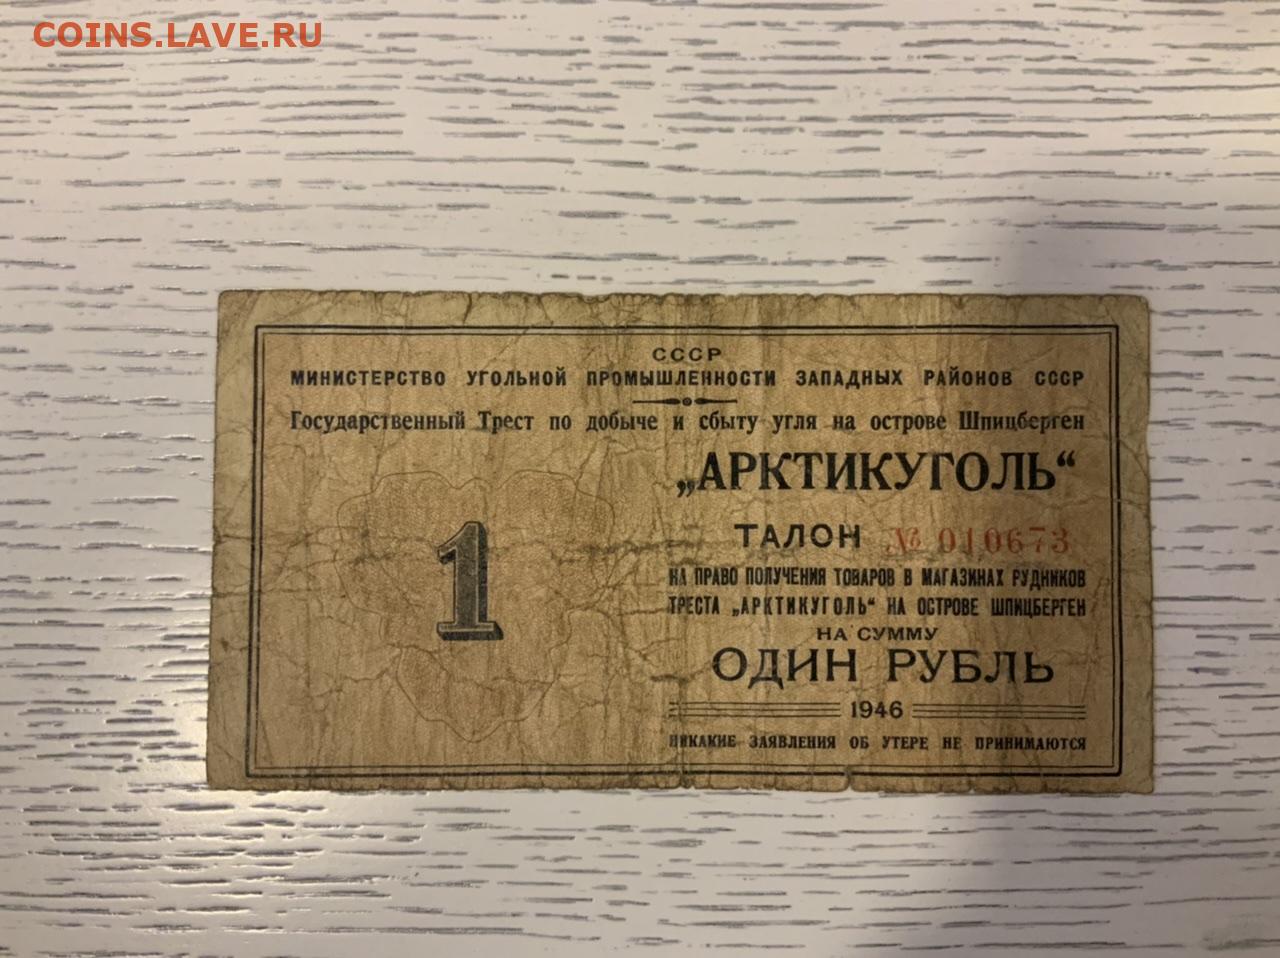 COINS.LAVE.RU
СССР
МИНИСТЕРСТВО УГОЛЬНОЙ ПРОМЫШЛЕННОСТИ ЗАПАДНЫХ РАЙОНОВ СССР
Государственный Трест по добыче и сбыту угля на острове Шпицберген
„АРКТИКУГОЛЬ“
1
ТАЛОН № 010673
НА ПРАВО ПОЛУЧЕНИЯ ТОВАРОВ В МАГАЗИНАХ РУДНИКОВ
ТРЕСТА „АРКТИКУГОЛЬ“ НА ОСТРОВЕ ШПИЦБЕРГЕН
НА СУММУ
ОДИН РУБЛЬ
1946
НИКАКИЕ ЗАЯВЛЕНИЯ ОБ УТЕРЕ НЕ ПРИНИМАЮТСЯ